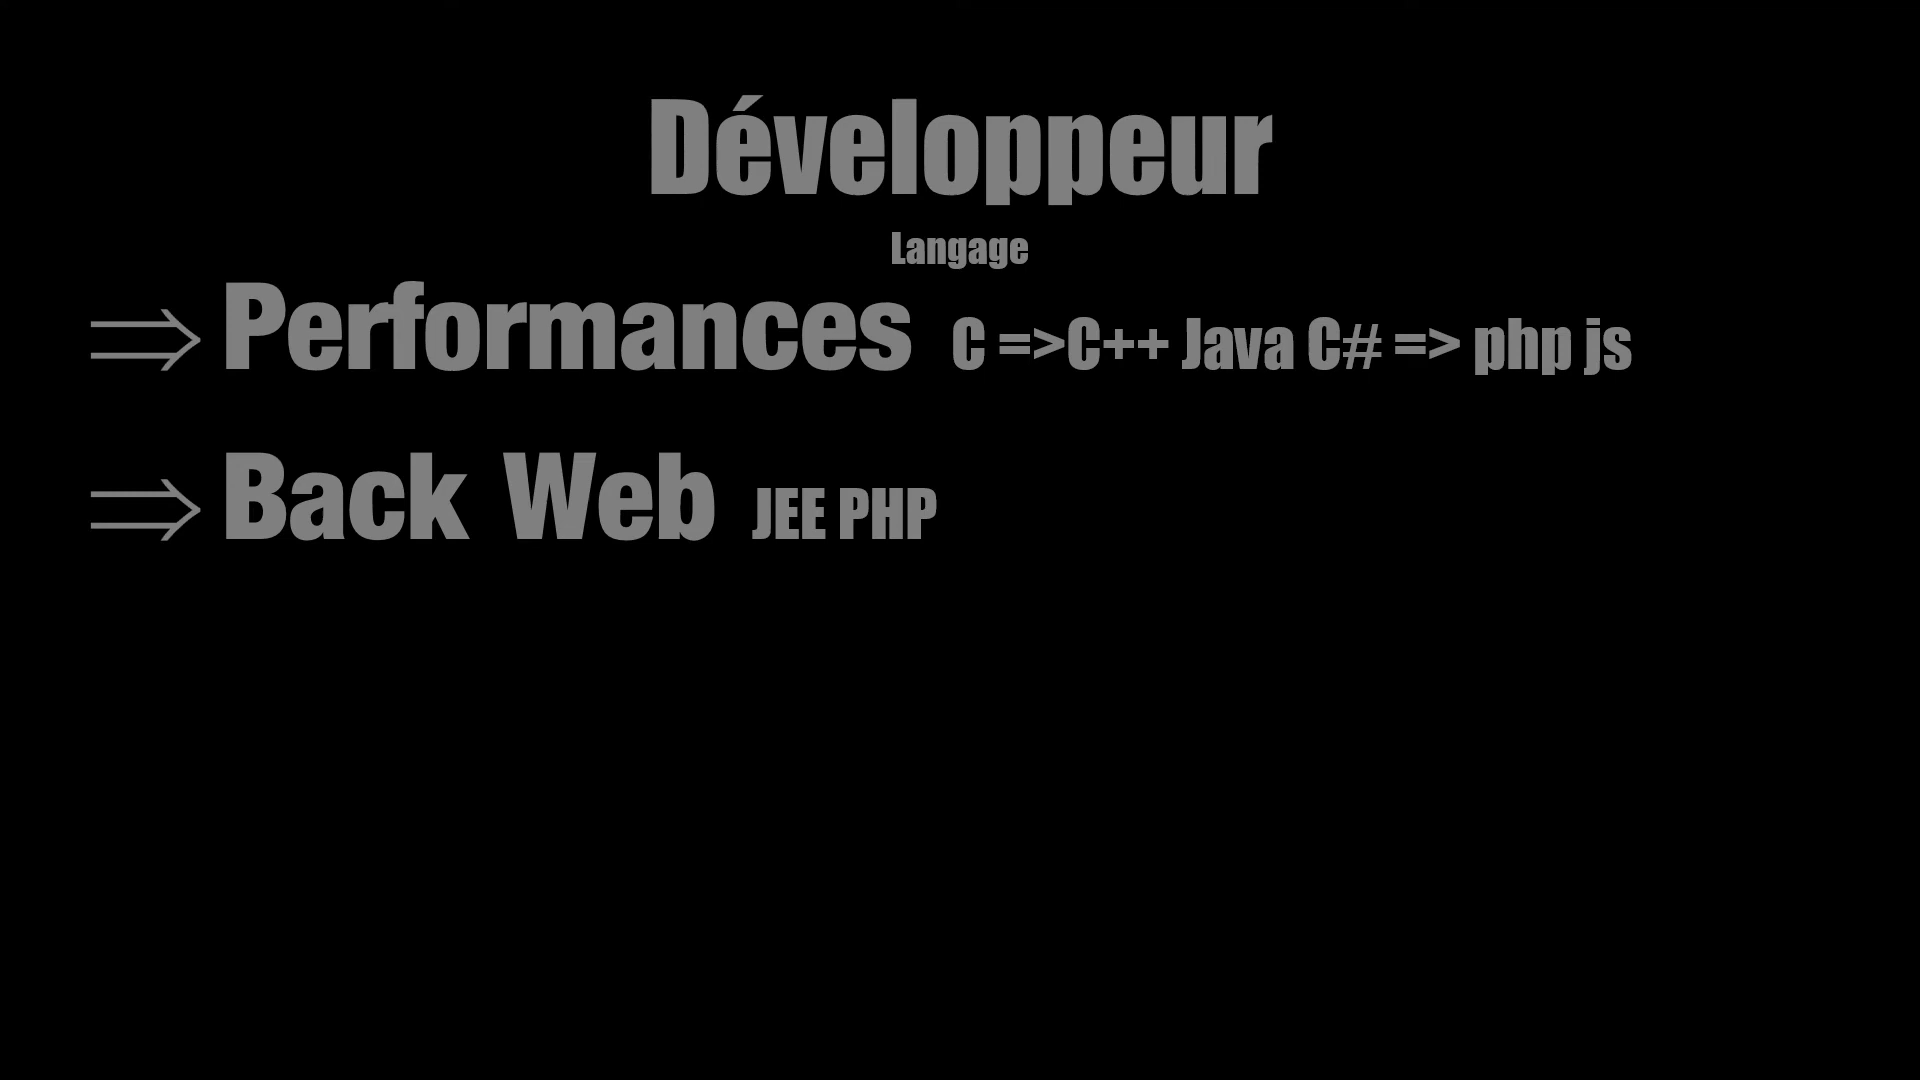 Développeur
Langage
⇒ Performances C =>C++ Java C# => php js
⇒ Back Web JEE PHP